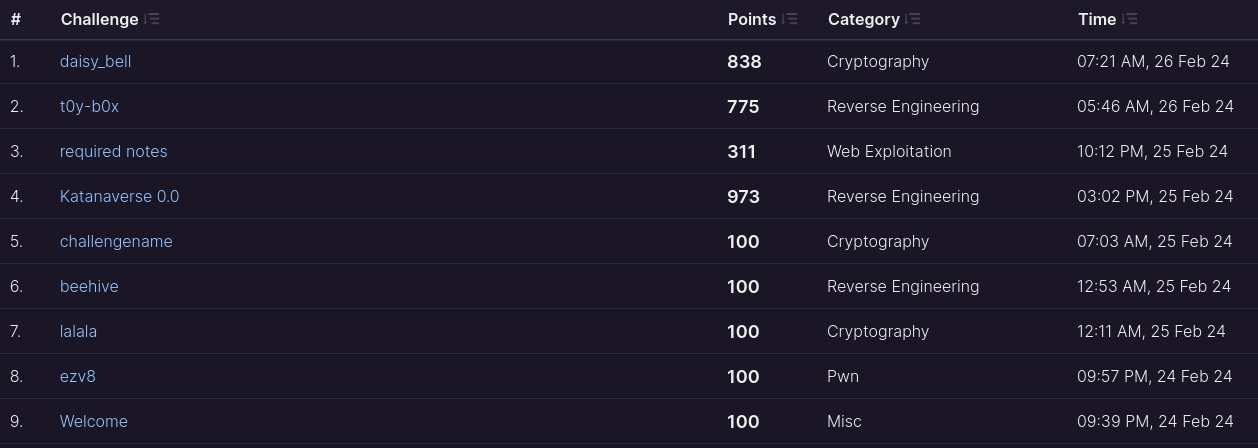 # Challenge Points Category Time
1. daisy_bell 838 Cryptography 07:21 AM, 26 Feb 24
2. t0y-b0x 775 Reverse Engineering 05:46 AM, 26 Feb 24
3. required notes 311 Web Exploitation 10:12 PM, 25 Feb 24
4. Katanaverse 0.0 973 Reverse Engineering 03:02 PM, 25 Feb 24
5. challengename 100 Cryptography 07:03 AM, 25 Feb 24
6. beehive 100 Reverse Engineering 12:53 AM, 25 Feb 24
7. lalala 100 Cryptography 12:11 AM, 25 Feb 24
8. ezv8 100 Pwn 09:57 PM, 24 Feb 24
9. Welcome 100 Misc 09:39 PM, 24 Feb 24